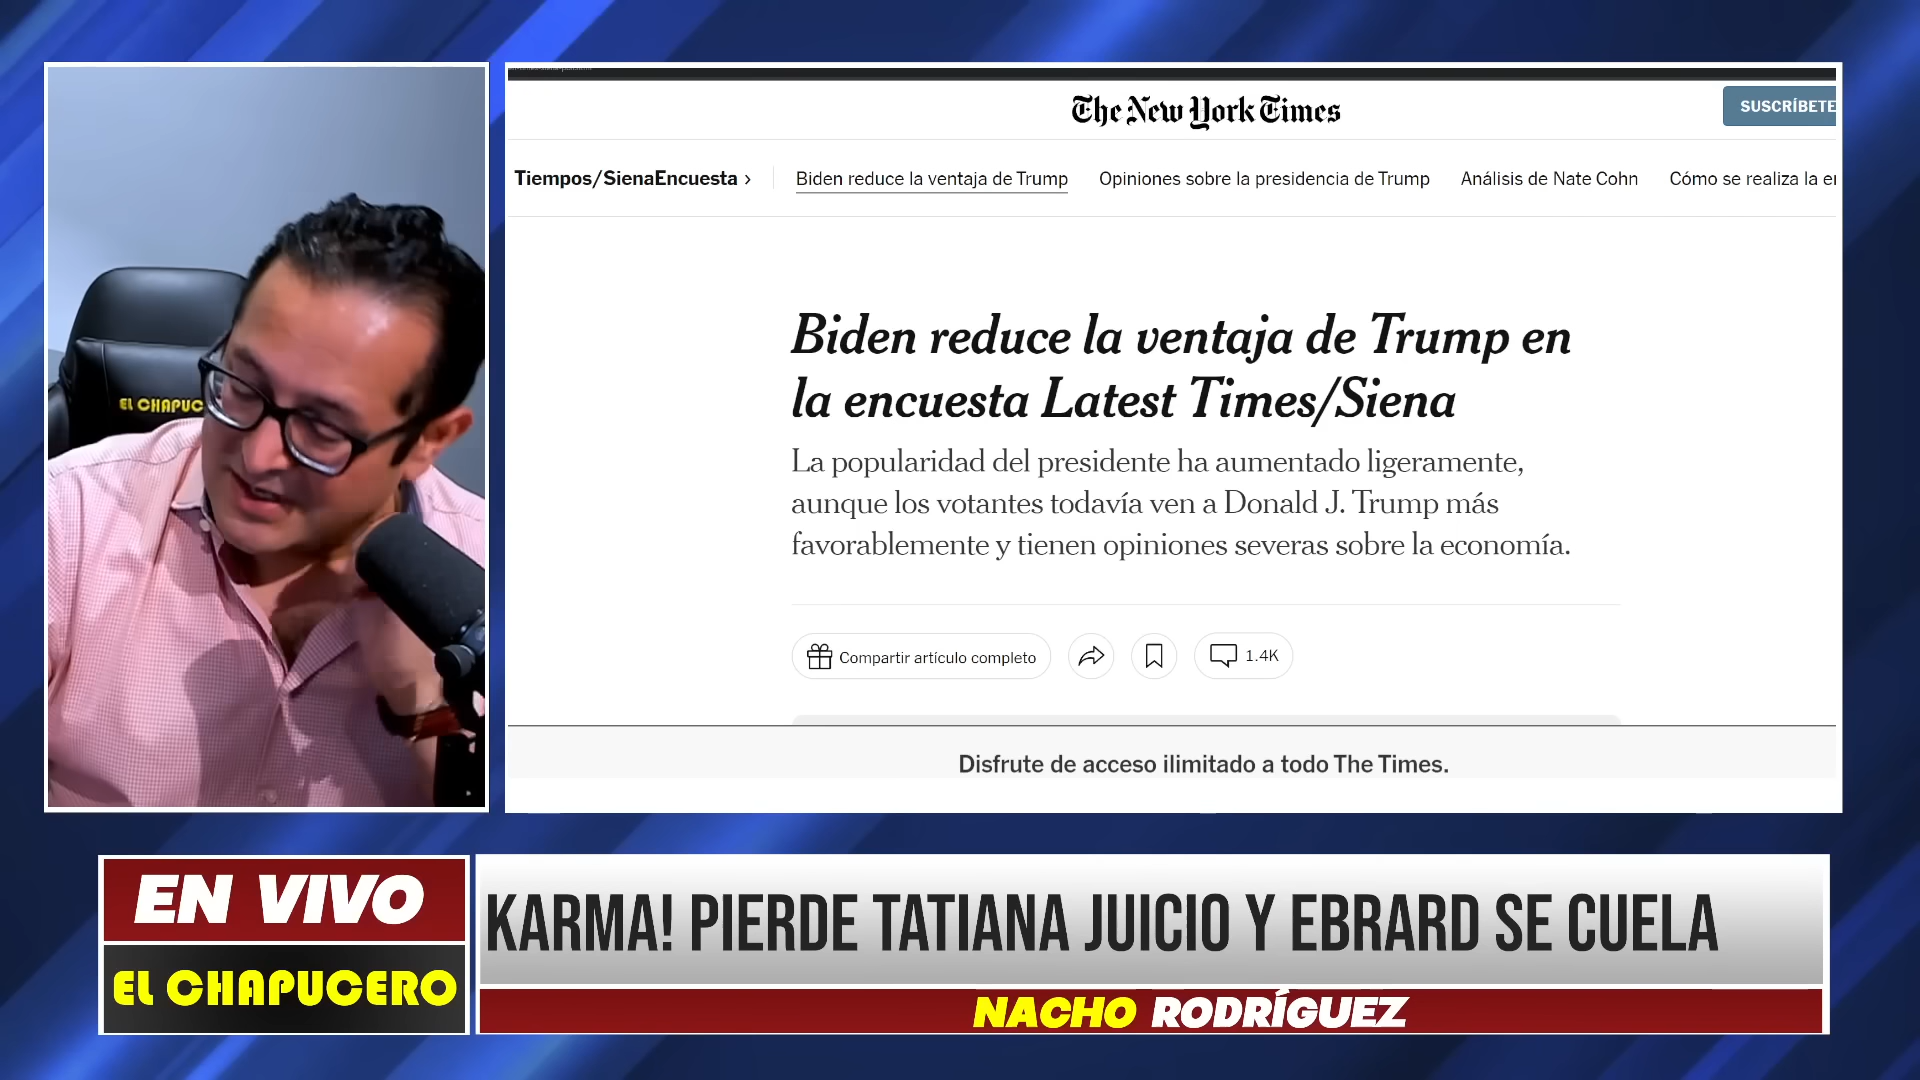 The New York Times
SUSCRÍBETE
Tiempos/SienaEncuesta ›
Biden reduce la ventaja de Trump
Opiniones sobre la presidencia de Trump
Análisis de Nate Cohn
Cómo se realiza la
Biden reduce la ventaja de Trump en
la encuesta Latest Times/Siena
La popularidad del presidente ha aumentado ligeramente,
aunque los votantes todavía ven a Donald J. Trump más
favorablemente y tienen opiniones severas sobre la economía.
Compartir artículo completo
1.4K
Disfrute de acceso ilimitado a todo The Times.
EL CHAPUC
EN VIVO
EL CHAPUCERO
KARMA! PIERDE TATIANA JUICIO Y EBRARD SE CUELA
NACHO RODRÍGUEZ